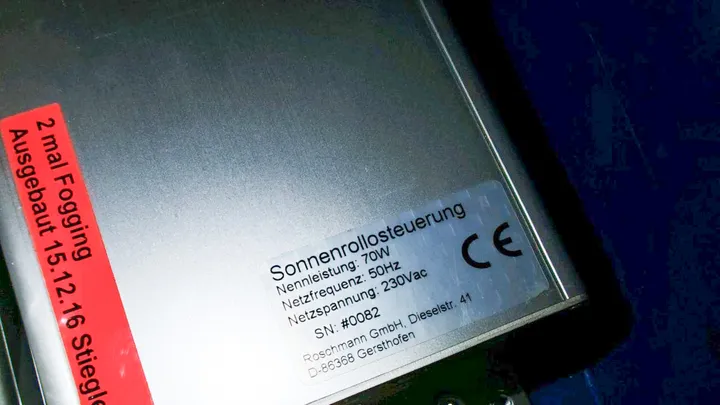 2 mal Fogging
Ausgebaut 15.12.16
Sonnenrollosteuerung
Nennleistung: 70W
Netzfrequenz: 50Hz
Netzspannung: 230Vac
SN: #0082
Roschmann GmbH, Dieselstr. 41
D-86368 Gersthofen
CE